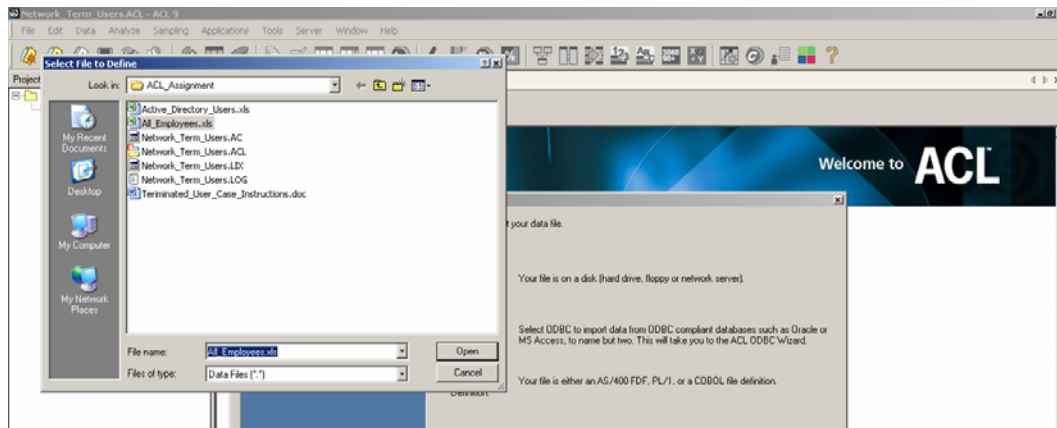 Network_Term_Users.ACL - ACL 9
File Edit Data Analyze Sampling Applications Tools Server Window Help
Select File to Define
Project
Look in: ACL_Assignment
My Recent Documents
Desktop
My Computer
My Network Places
Active_Directory_Users.xls
All_Employees.xls
Network_Term_Users.AC
Network_Term_Users.ACL
Network_Term_Users.LIX
Network_Term_Users.LOG
Terminated_User_Case_Instructions.doc
File name: All_Employees.xls Open
Files of type: Data Files (*.*) Cancel
Welcome to ACL
t your data file.
Your file is on a disk (hard drive, floppy or network server).
Select ODBC to import data from ODBC compliant databases such as Oracle or
MS Access, to name but two. This will take you to the ACL ODBC Wizard.
Your file is either an AS/400 FDF, PL/1, or a COBOL file definition.
Definition